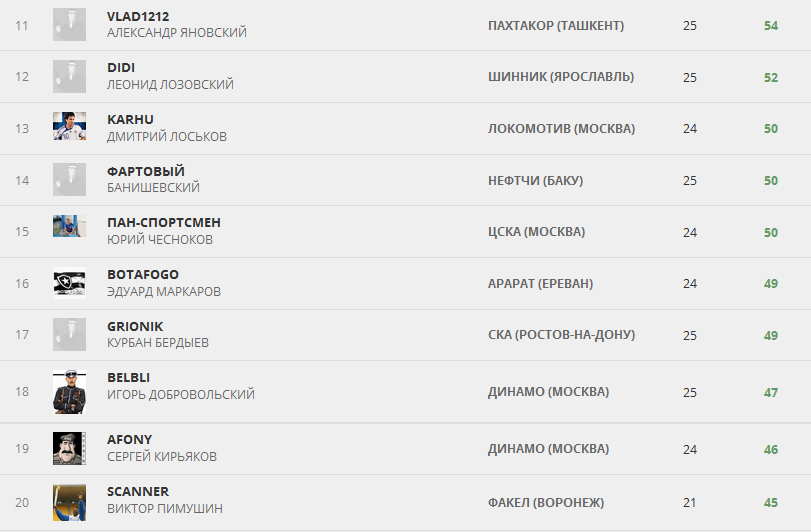 11 VLAD1212 ПАХТАКОР (ТАШКЕНТ) 25 54
АЛЕКСАНДР ЯНОВСКИЙ
12 DIDI ШИННИК (ЯРОСЛАВЛЬ) 25 52
ЛЕОНИД ЛОЗОВСКИЙ
13 KARHU ЛОКОМОТИВ (МОСКВА) 24 50
ДМИТРИЙ ЛОСЬКОВ
14 ФАРТОВЫЙ НЕФТЧИ (БАКУ) 25 50
БАНИШЕВСКИЙ
15 ПАН-СПОРТСМЕН ЦСКА (МОСКВА) 24 50
ЮРИЙ ЧЕСНОКОВ
16 BOTAFOGO АРАРАТ (ЕРЕВАН) 24 49
ЭДУАРД МАРКАРОВ
17 GRIONIK СКА (РОСТОВ-НА-ДОНУ) 25 49
КУРБАН БЕРДЫЕВ
18 BELBLI ДИНАМО (МОСКВА) 25 47
ИГОРЬ ДОБРОВОЛЬСКИЙ
19 AFONY ДИНАМО (МОСКВА) 24 46
СЕРГЕЙ КИРЬЯКОВ
20 SCANNER ФАКЕЛ (ВОРОНЕЖ) 21 45
ВИКТОР ПИМУШИН